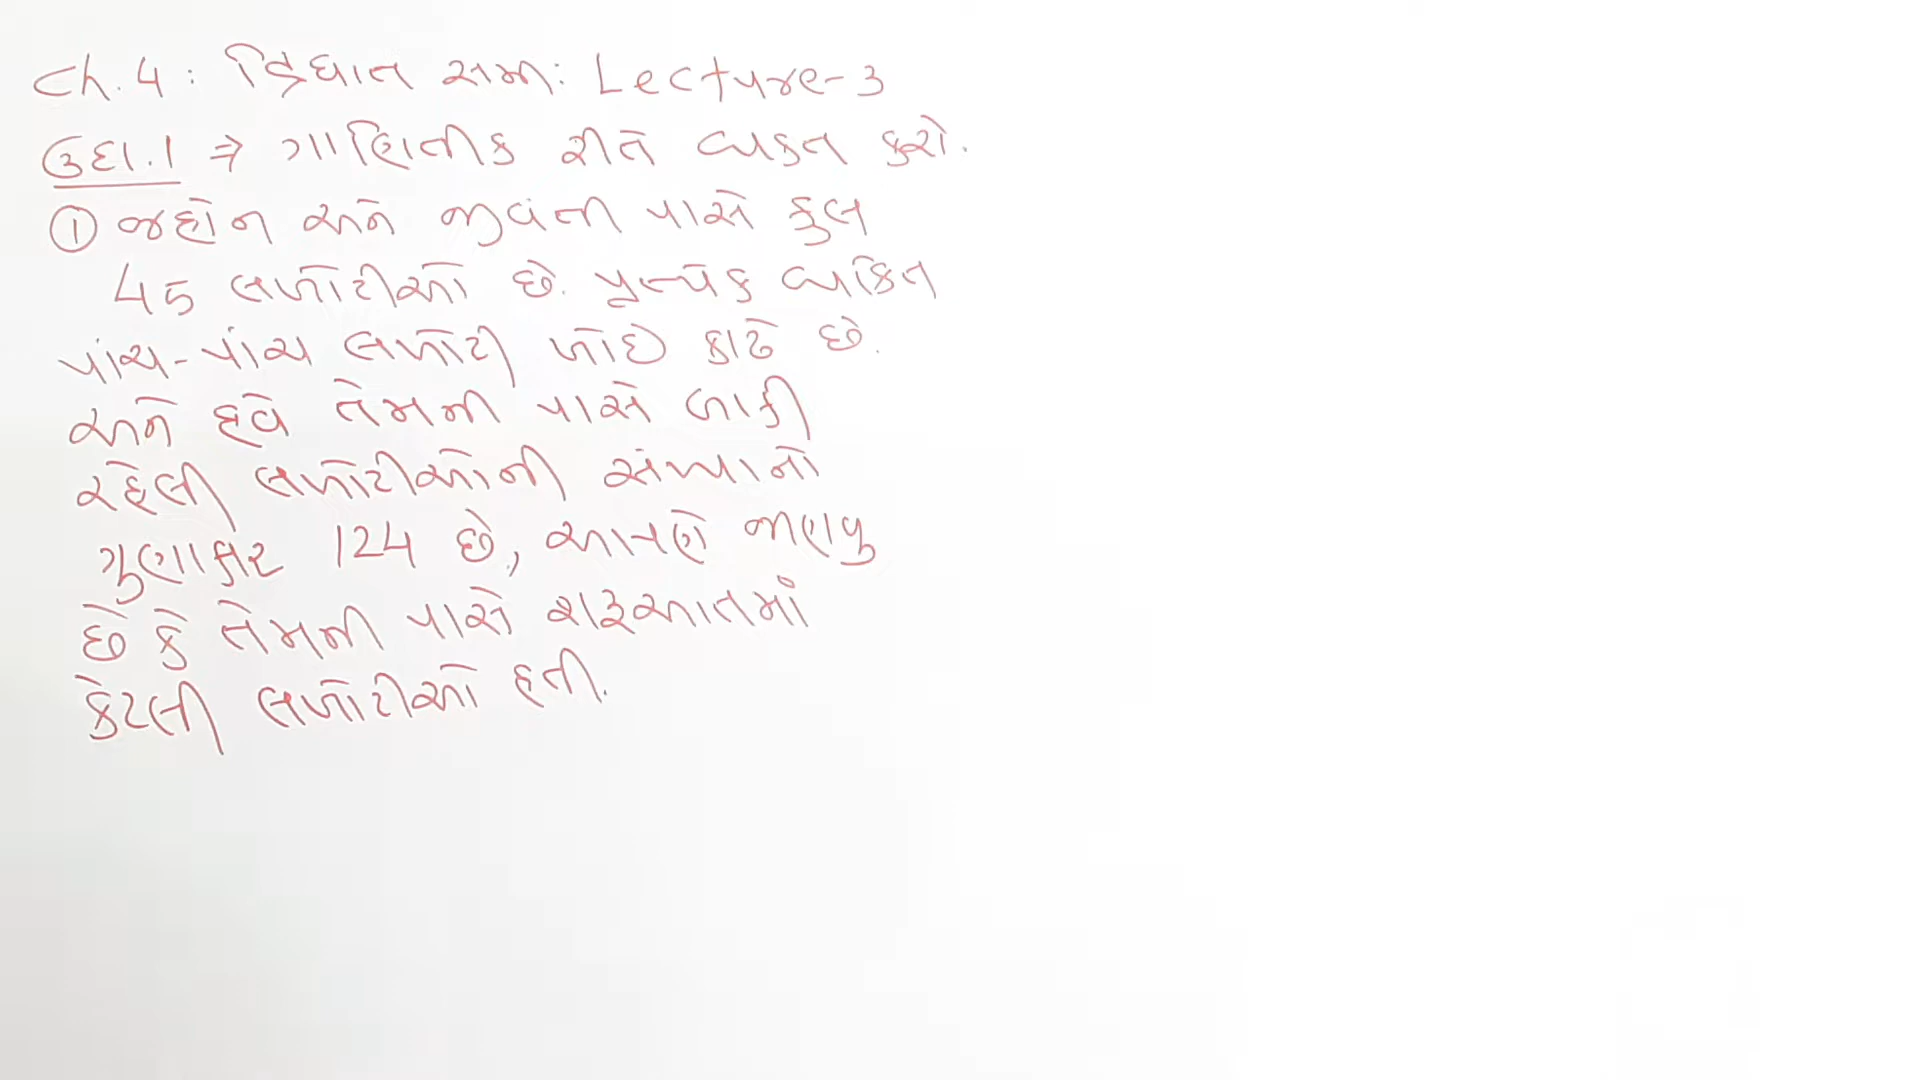 Ch. 4 : દ્વિઘાત સમી: Lecture-3
ઉદા.1 ⇒ ગાણિતીક રીતે વ્યક્ત કરો.
① જહોન અને જીવંતી પાસે કુલ
45 લખોટીઓ છે. પ્રત્યેક વ્યક્તિ
પાંચ-પાંચ લખોટી ખોઈ કાઢે છે.
અને હવે તેમની પાસે બાકી
રહેલી લખોટીઓની સંખ્યાનો
ગુણાકાર 124 છે, આપણે જાણવુ
છે કે તેમની પાસે શરૂઆતમાં
કેટલી લખોટીઓ હતી.